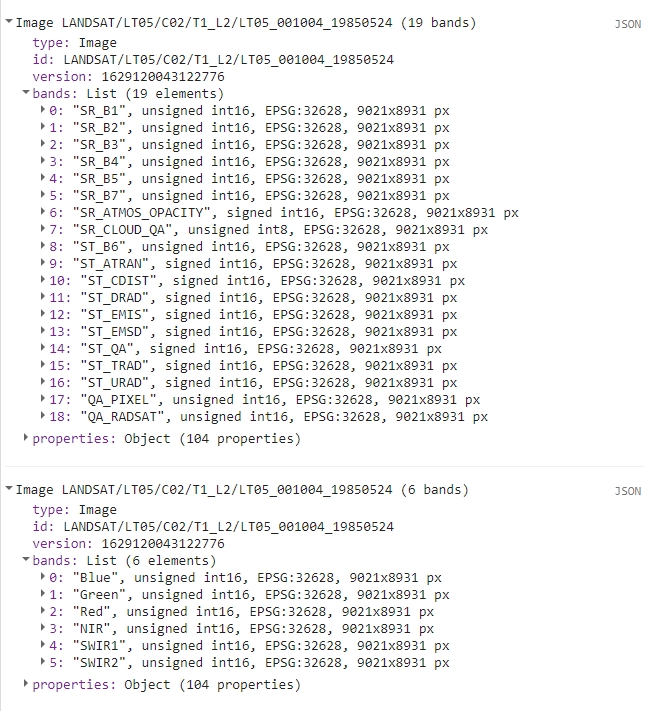 Image LANDSAT/LT05/C02/T1_L2/LT05_001004_19850524 (19 bands) JSON
type: Image
id: LANDSAT/LT05/C02/T1_L2/LT05_001004_19850524
version: 1629120043122776
bands: List (19 elements)
0: "SR_B1", unsigned int16, EPSG:32628, 9021x8931 px
1: "SR_B2", unsigned int16, EPSG:32628, 9021x8931 px
2: "SR_B3", unsigned int16, EPSG:32628, 9021x8931 px
3: "SR_B4", unsigned int16, EPSG:32628, 9021x8931 px
4: "SR_B5", unsigned int16, EPSG:32628, 9021x8931 px
5: "SR_B7", unsigned int16, EPSG:32628, 9021x8931 px
6: "SR_ATMOS_OPACITY", signed int16, EPSG:32628, 9021x8931 px
7: "SR_CLOUD_QA", unsigned int8, EPSG:32628, 9021x8931 px
8: "ST_B6", unsigned int16, EPSG:32628, 9021x8931 px
9: "ST_ATRAN", signed int16, EPSG:32628, 9021x8931 px
10: "ST_CDIST", signed int16, EPSG:32628, 9021x8931 px
11: "ST_DRAD", signed int16, EPSG:32628, 9021x8931 px
12: "ST_EMIS", signed int16, EPSG:32628, 9021x8931 px
13: "ST_EMSD", signed int16, EPSG:32628, 9021x8931 px
14: "ST_QA", signed int16, EPSG:32628, 9021x8931 px
15: "ST_TRAD", signed int16, EPSG:32628, 9021x8931 px
16: "ST_URAD", signed int16, EPSG:32628, 9021x8931 px
17: "QA_PIXEL", unsigned int16, EPSG:32628, 9021x8931 px
18: "QA_RADSAT", unsigned int16, EPSG:32628, 9021x8931 px
properties: Object (104 properties)
Image LANDSAT/LT05/C02/T1_L2/LT05_001004_19850524 (6 bands) JSON
type: Image
id: LANDSAT/LT05/C02/T1_L2/LT05_001004_19850524
version: 1629120043122776
bands: List (6 elements)
0: "Blue", unsigned int16, EPSG:32628, 9021x8931 px
1: "Green", unsigned int16, EPSG:32628, 9021x8931 px
2: "Red", unsigned int16, EPSG:32628, 9021x8931 px
3: "NIR", unsigned int16, EPSG:32628, 9021x8931 px
4: "SWIR1", unsigned int16, EPSG:32628, 9021x8931 px
5: "SWIR2", unsigned int16, EPSG:32628, 9021x8931 px
properties: Object (104 properties)